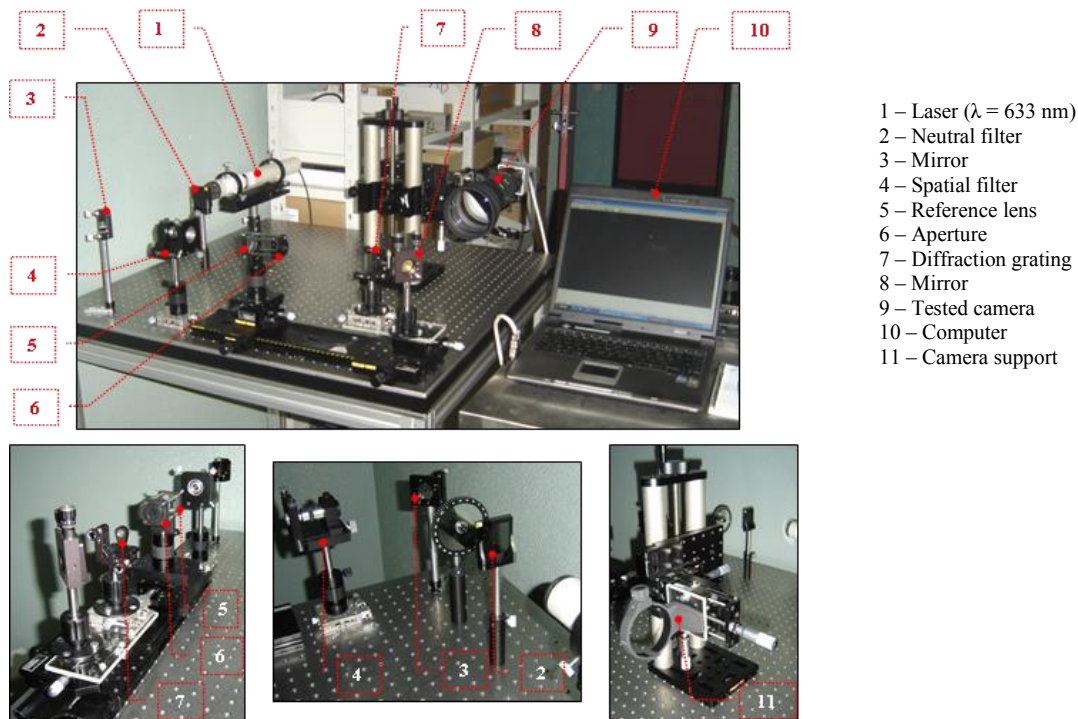 2 1 7 8 9 10
3
4
5
6
1 – Laser (λ = 633 nm)
2 – Neutral filter
3 – Mirror
4 – Spatial filter
5 – Reference lens
6 – Aperture
7 – Diffraction grating
8 – Mirror
9 – Tested camera
10 – Computer
11 – Camera support
5
6
7
4 3 2
11